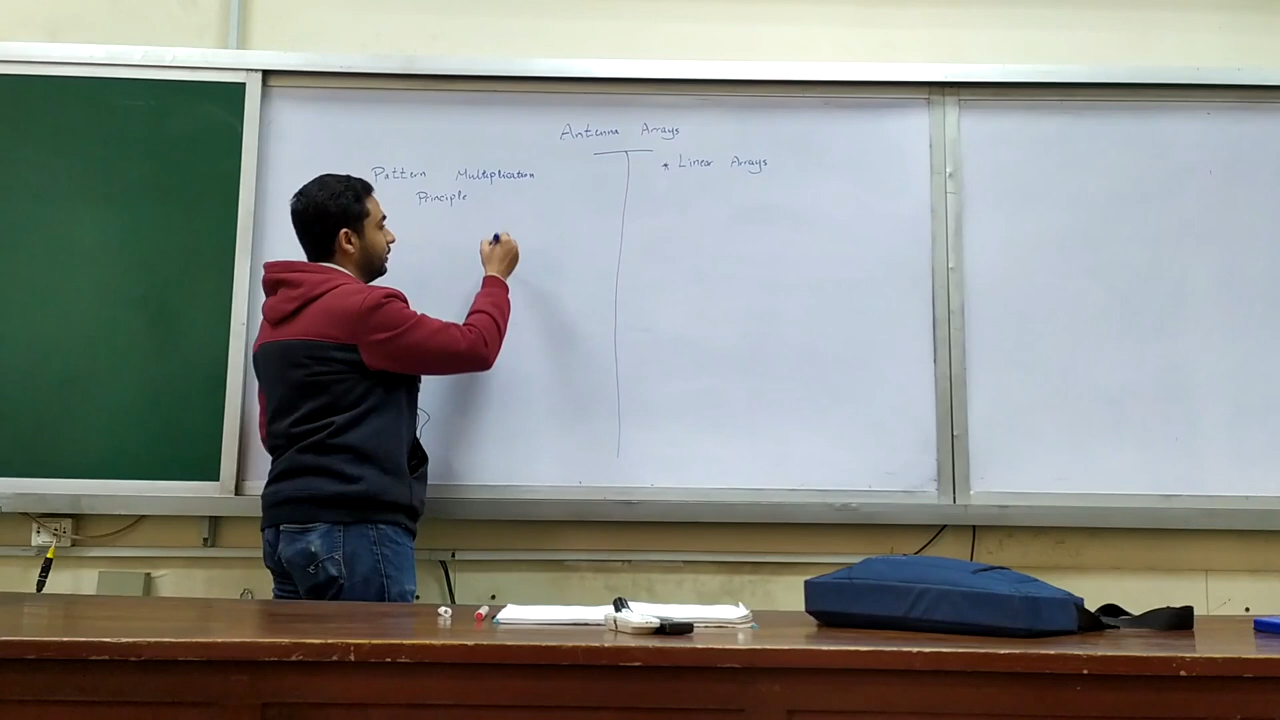 Antenna Arrays
Pattern Multiplication
Principle
* Linear Arrays